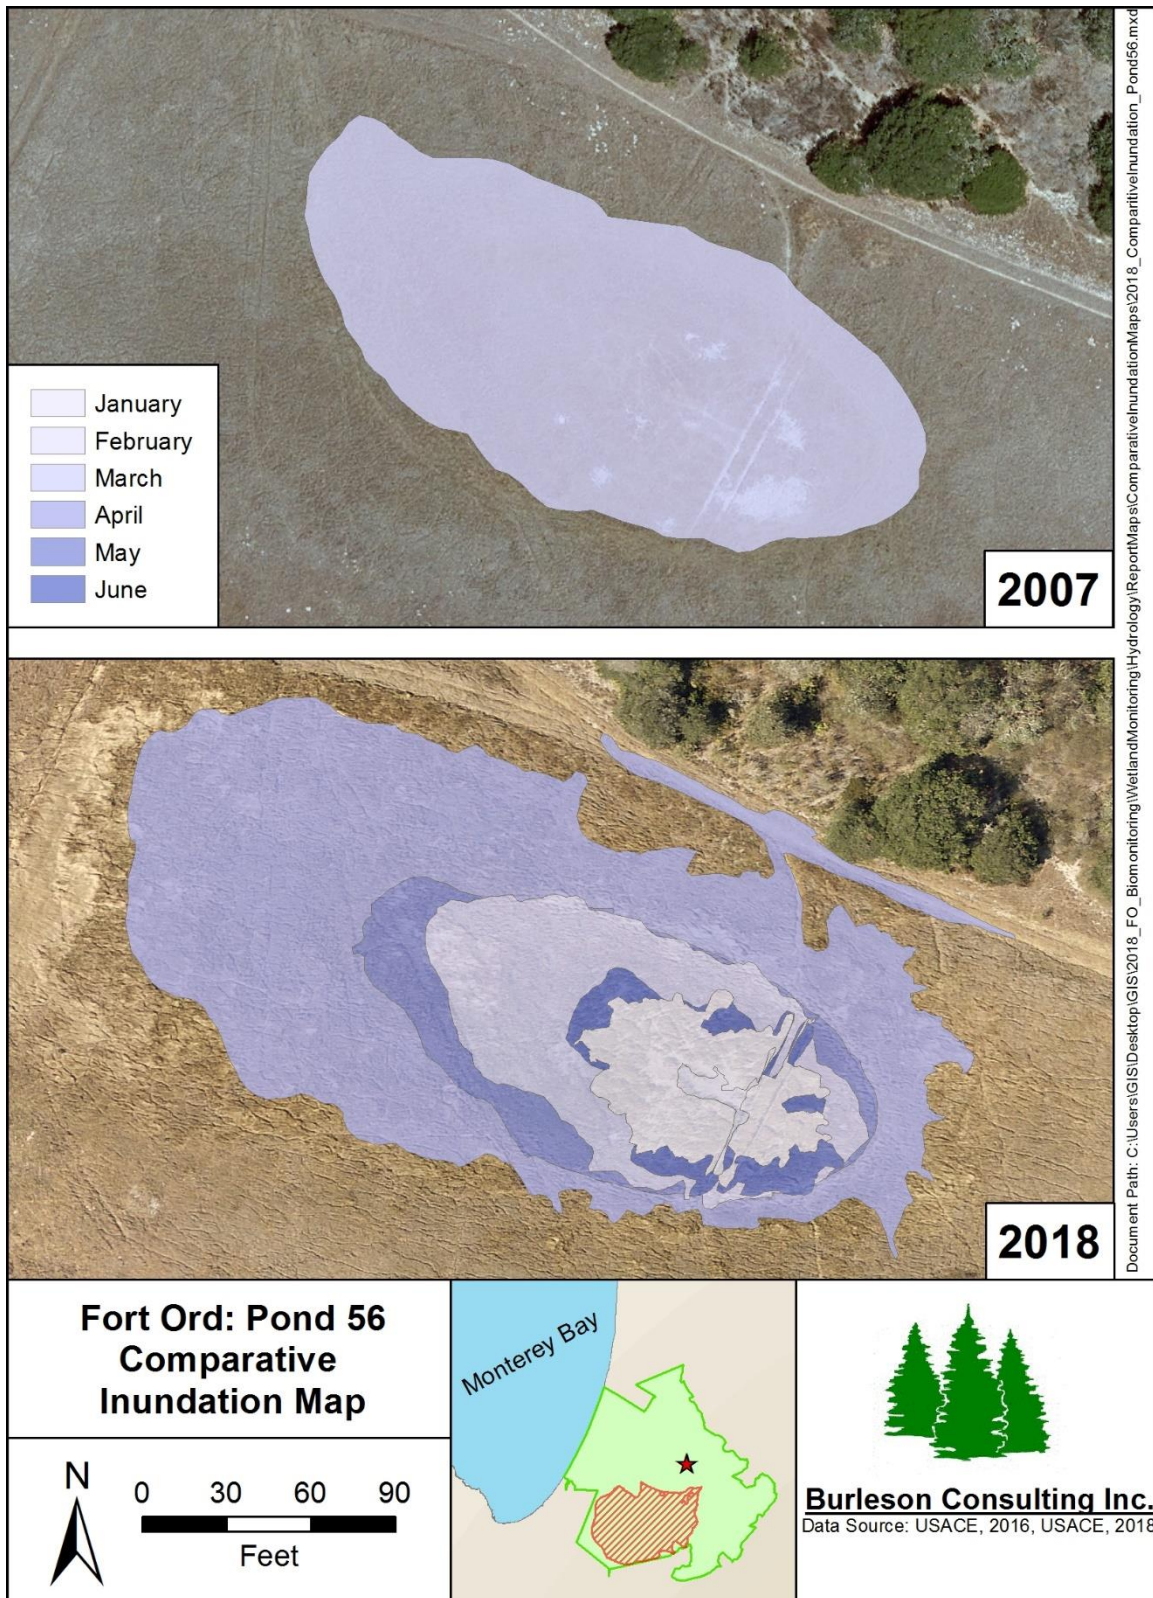 January
February
March
April
May
June
2007
2018
Document Path: C:\Users\GIS\Desktop\GIS\2018_FO_Biomonitoring\WetlandMonitoring\Hydrology\ReportMaps\ComparativeInundationMaps\2018_ComparitiveInundation_Pond56.mxd
Fort Ord: Pond 56
Comparative
Inundation Map
N
0 30 60 90
Feet
Monterey Bay
Burleson Consulting Inc.
Data Source: USACE, 2016, USACE, 2018